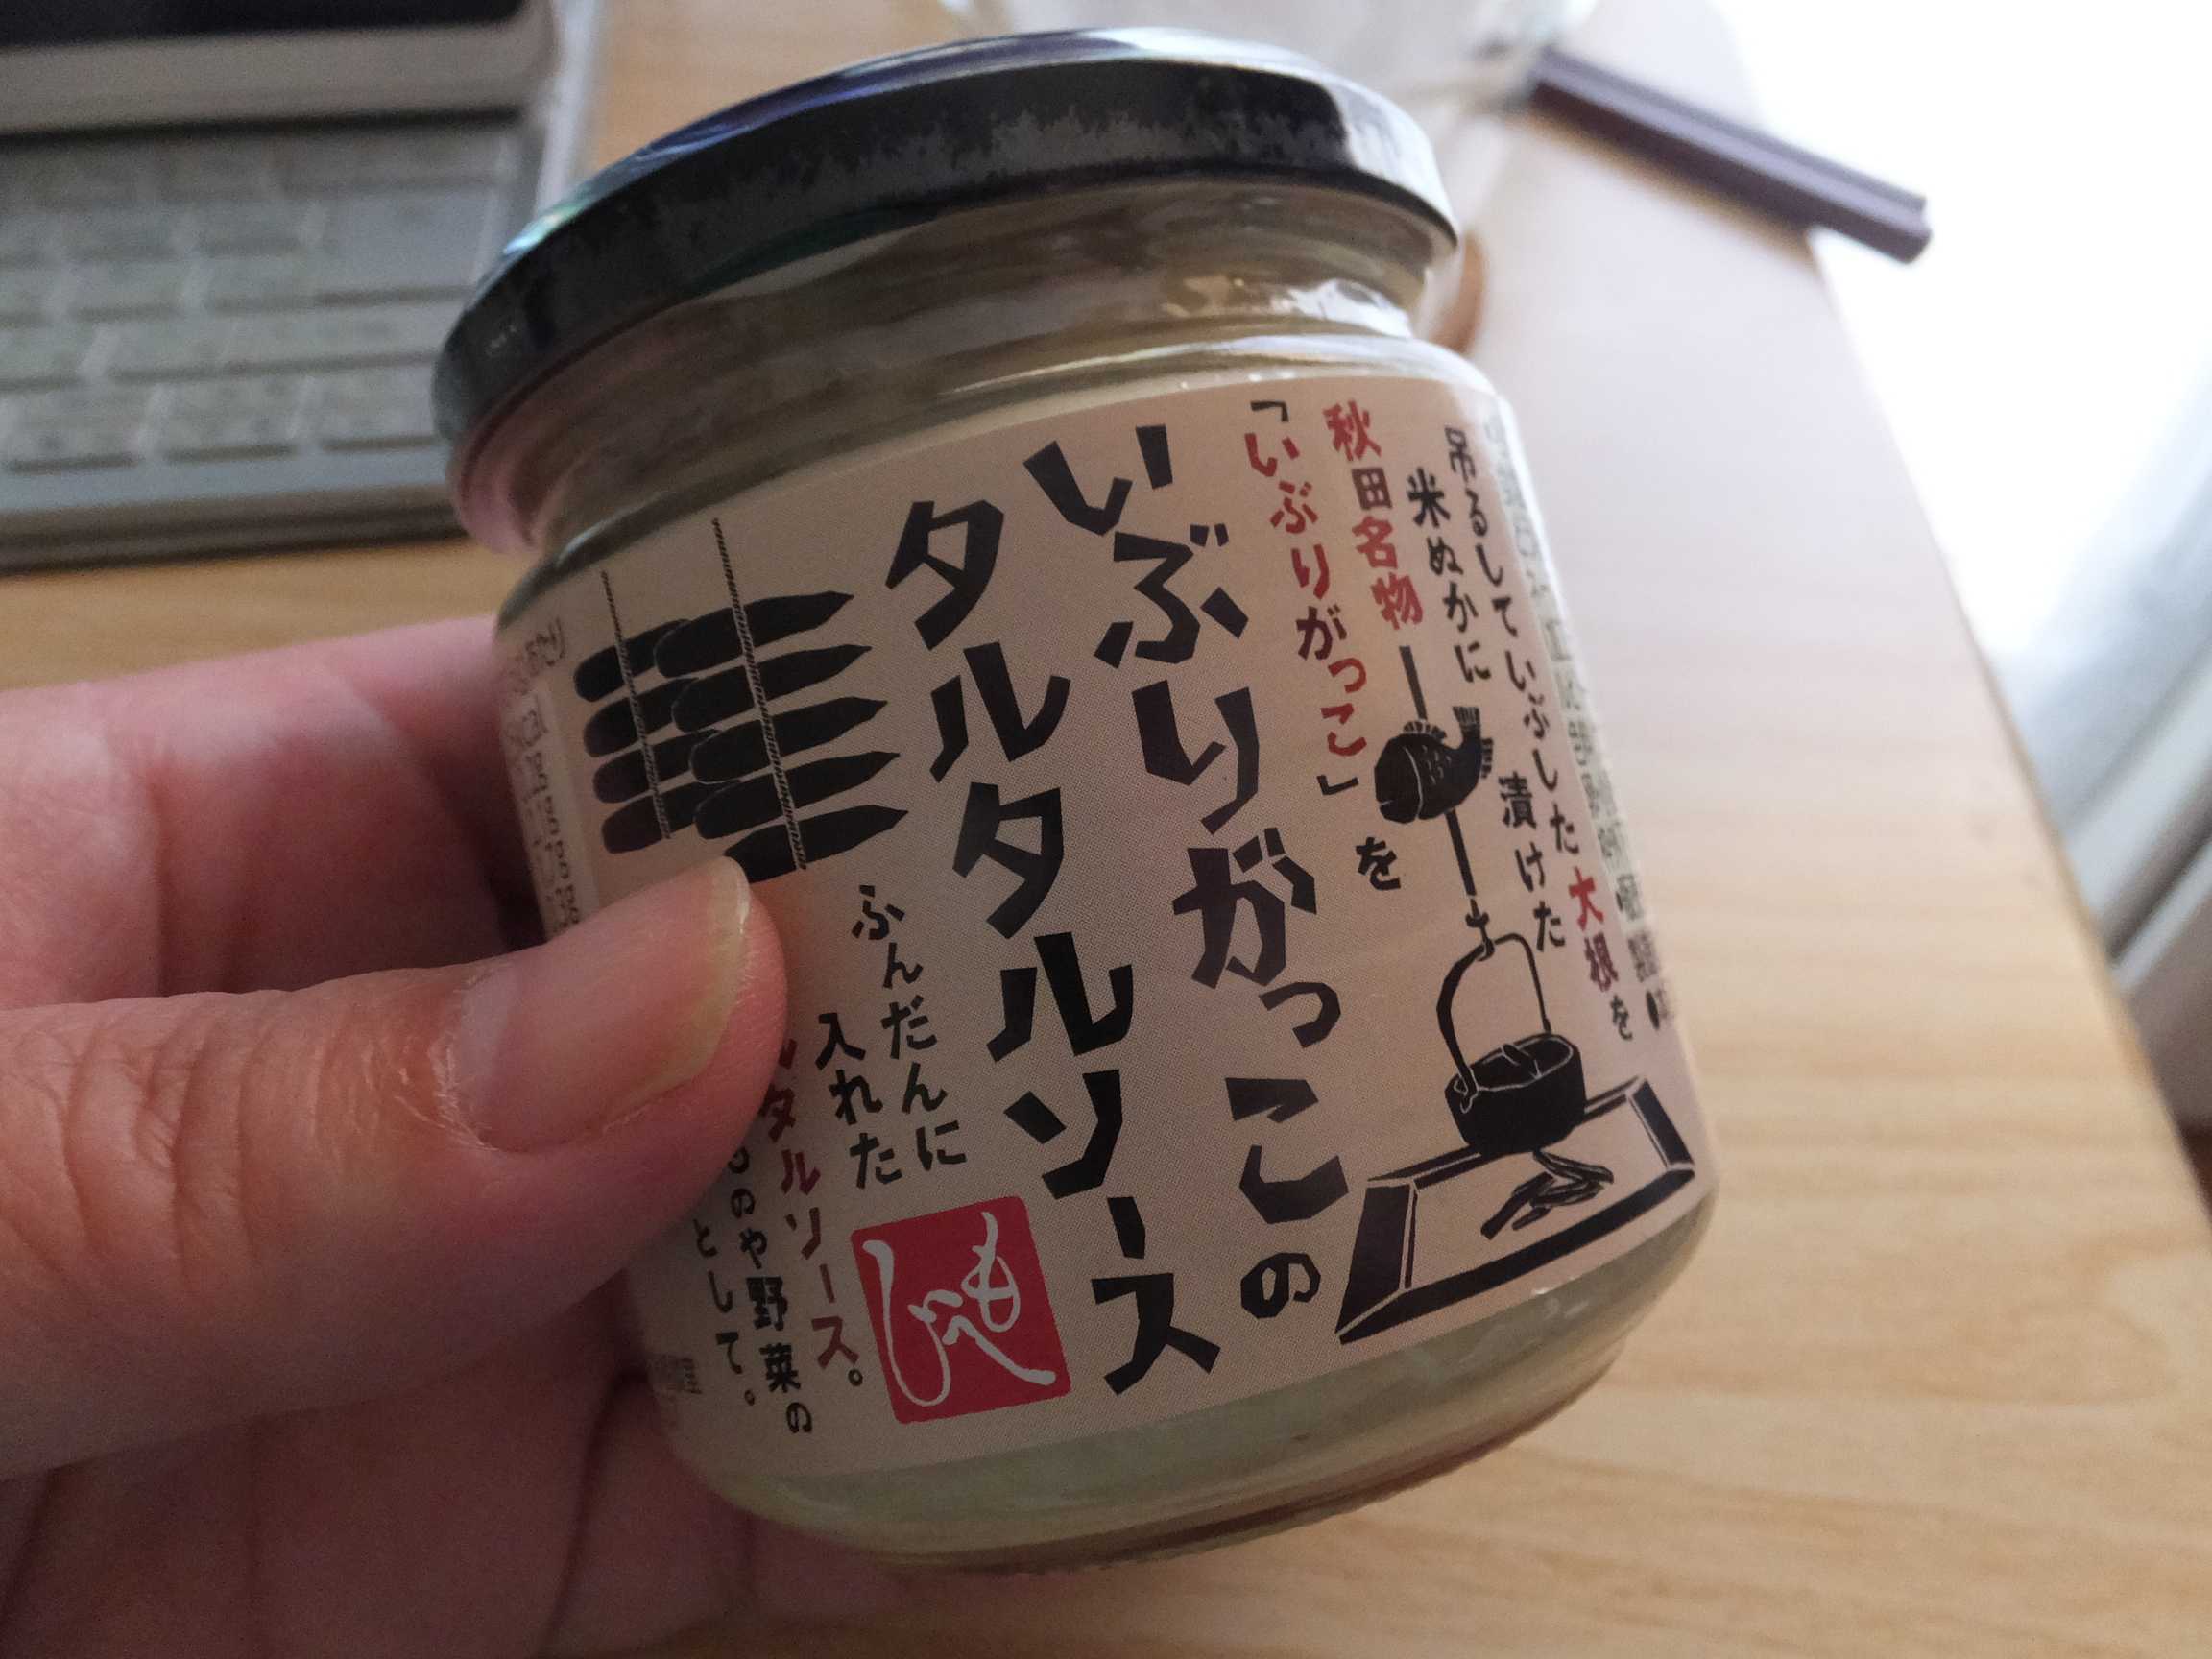 吊るしていぶした大根を
米ぬかに漬けた
秋田名物
「いぶりがっこ」を
いぶりがっこの
タルタルソース
ふんだんに
入れた
タルソース。
のや野菜の
として。
もへじ